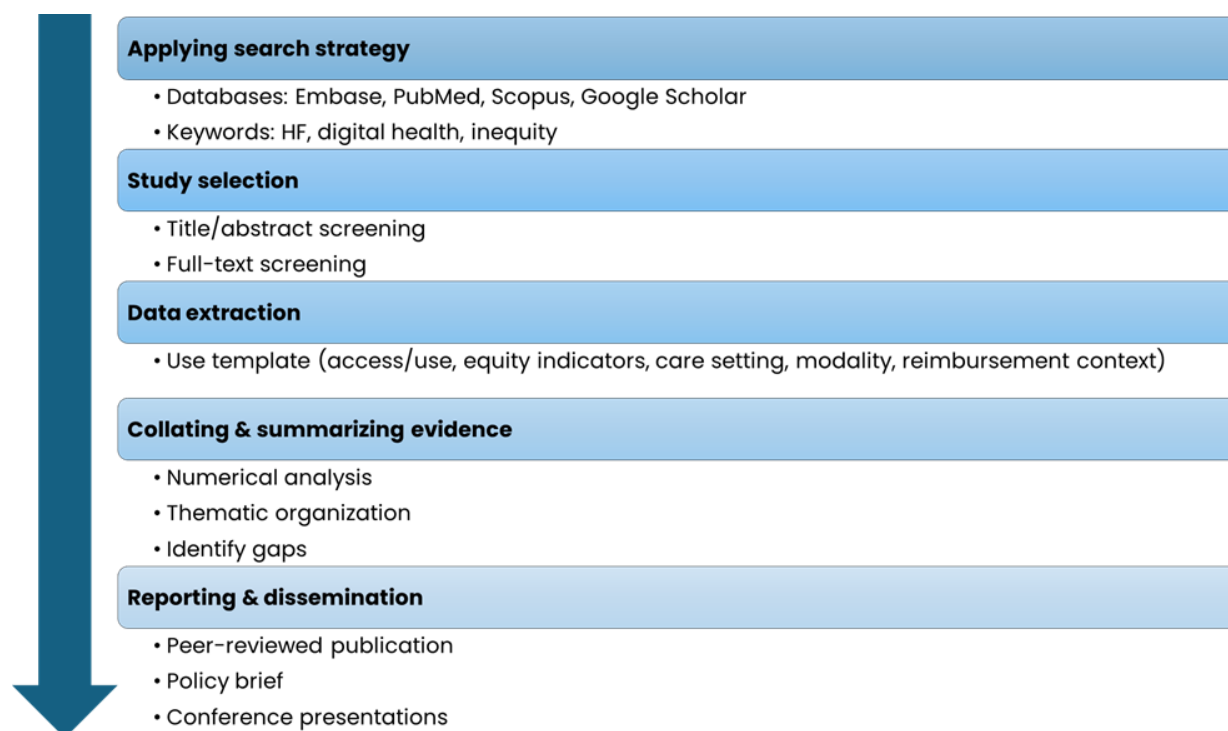 Applying search strategy
• Databases: Embase, PubMed, Scopus, Google Scholar
• Keywords: HF, digital health, inequity
Study selection
• Title/abstract screening
• Full-text screening
Data extraction
• Use template (access/use, equity indicators, care setting, modality, reimbursement context)
Collating & summarizing evidence
• Numerical analysis
• Thematic organization
• Identify gaps
Reporting & dissemination
• Peer-reviewed publication
• Policy brief
• Conference presentations